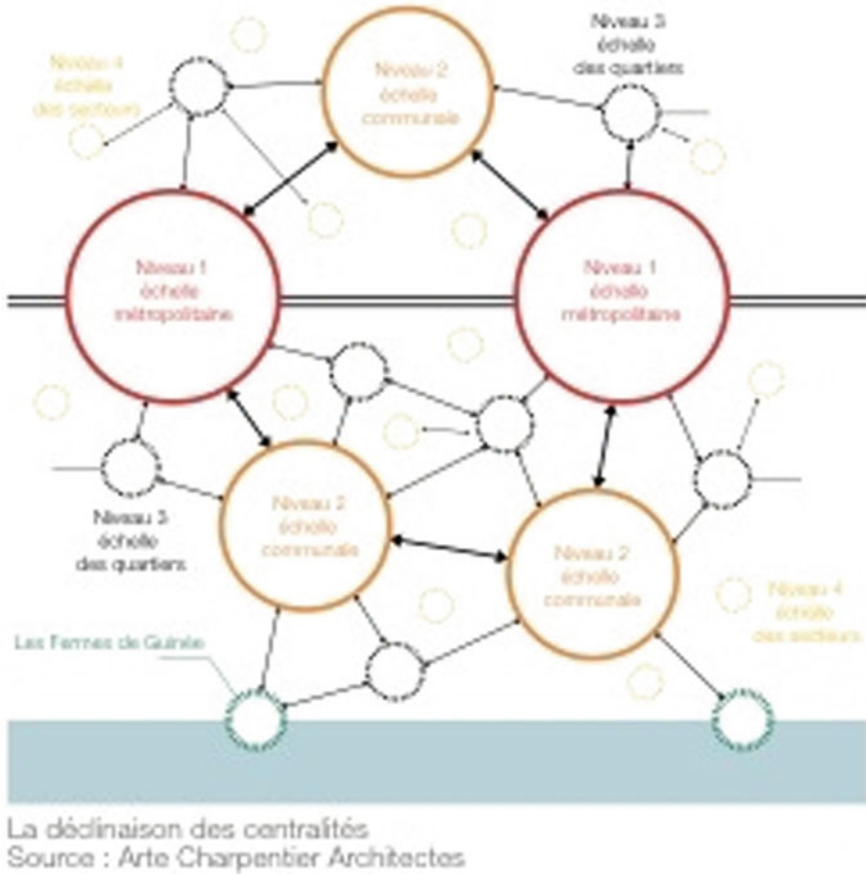 Niveau 3
échelle
des quartiers
Niveau 4
échelle
des secteurs
Niveau 2
échelle
communale
Niveau 1
échelle
métropolitaine
Niveau 1
échelle
métropolitaine
Niveau 3
échelle
des quartiers
Niveau 2
échelle
communale
Niveau 2
échelle
communale
Niveau 4
échelle
des secteurs
Les Fermes de Guinée
La déclinaison des centralités
Source : Arte Charpentier Architectes